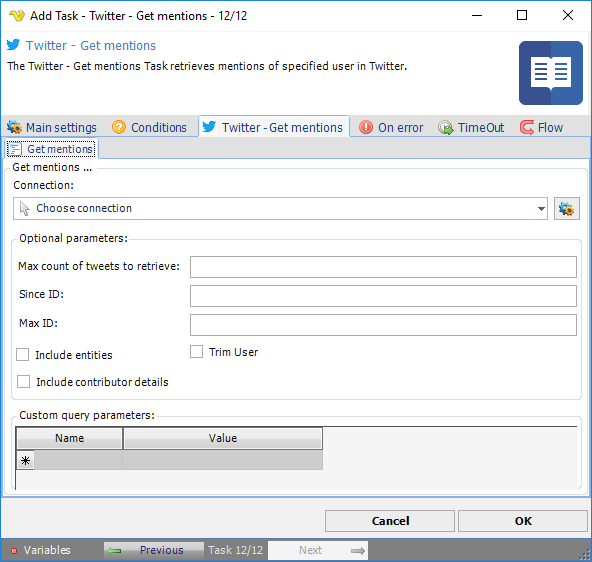 Add Task - Twitter - Get mentions - 12/12
Twitter - Get mentions
The Twitter - Get mentions Task retrieves mentions of specified user in Twitter.
Main settings Conditions Twitter - Get mentions On error TimeOut Flow
Get mentions
Get mentions ...
Connection:
Choose connection
Optional parameters:
Max count of tweets to retrieve:
Since ID:
Max ID:
Include entities Trim User
Include contributor details
Custom query parameters:
Name Value
Cancel OK
Variables Previous Task 12/12 Next